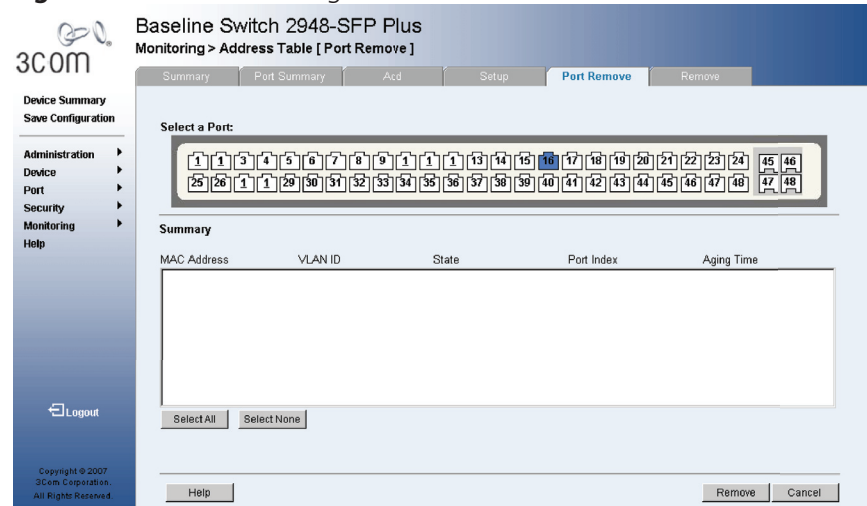 Baseline Switch 2948-SFP Plus
Monitoring > Address Table [ Port Remove ]
3COM
Summary Port Summary Acd Setup Port Remove Remove
Device Summary
Save Configuration
Administration
Device
Port
Security
Monitoring
Help
Select a Port:
1 1 3 4 5 6 7 8 9 1 1 1 13 14 15 16 17 18 19 20 21 22 23 24 45 46
25 26 1 1 29 30 31 32 33 34 35 36 37 38 39 40 41 42 43 44 45 46 47 48 47 48
Summary
MAC Address VLAN ID State Port Index Aging Time
Select All Select None
Logout
Copyright © 2007
3Com Corporation.
All Rights Reserved.
Help Remove Cancel